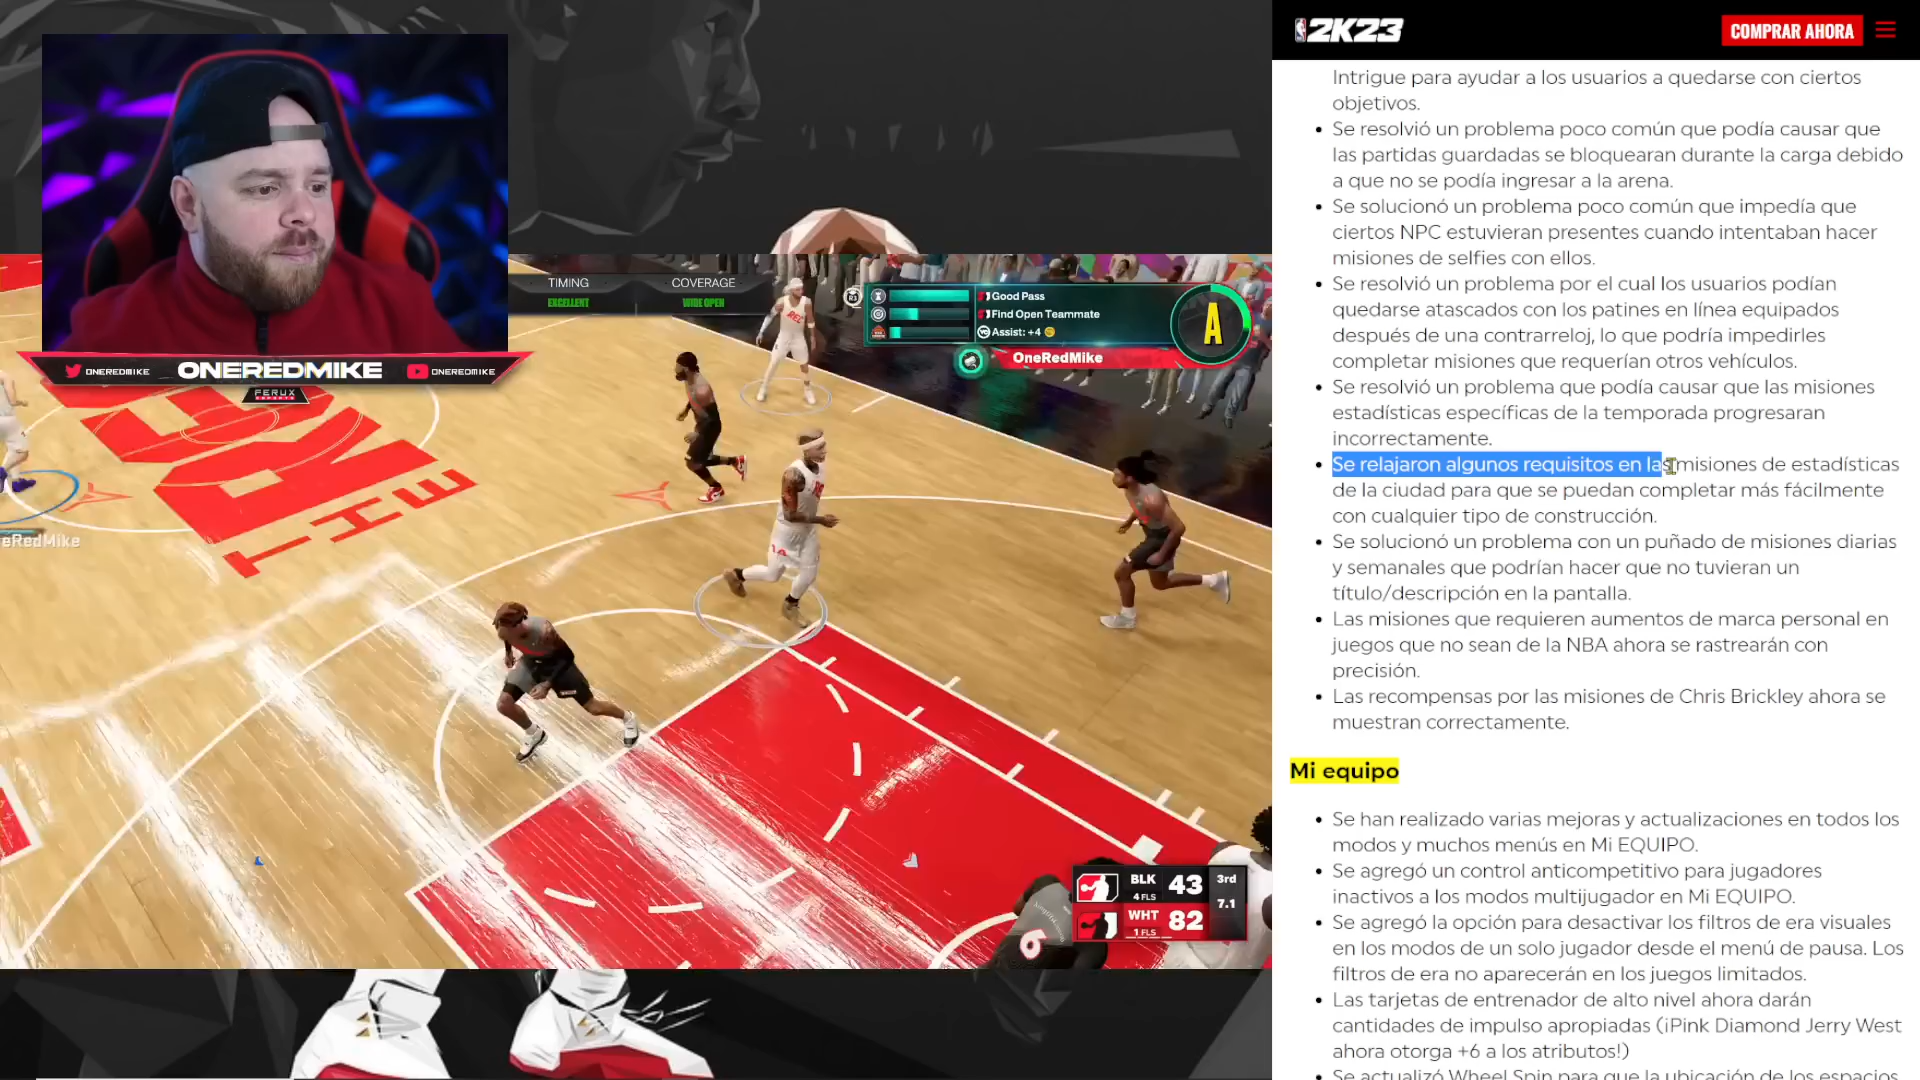 2K23
COMPRAR AHORA
Intrigue para ayudar a los usuarios a quedarse con ciertos
objetivos.
Se resolvió un problema poco común que podía causar que
las partidas guardadas se bloquearan durante la carga debido
a que no se podía ingresar a la arena.
Se solucionó un problema poco común que impedía que
ciertos NPC estuvieran presentes cuando intentaban hacer
misiones de selfies con ellos.
Se resolvió un problema por el cual los usuarios podían
quedarse atascados con los patines en línea equipados
después de una contrarreloj, lo que podría impedirles
completar misiones que requerían otros vehículos.
Se resolvió un problema que podía causar que las misiones
estadísticas específicas de la temporada progresaran
incorrectamente.
Se relajaron algunos requisitos en las misiones de estadísticas
de la ciudad para que se puedan completar más fácilmente
con cualquier tipo de construcción.
Se solucionó un problema con un puñado de misiones diarias
y semanales que podrían hacer que no tuvieran un
título/descripción en la pantalla.
Las misiones que requieren aumentos de marca personal en
juegos que no sean de la NBA ahora se rastrearán con
precisión.
Las recompensas por las misiones de Chris Brickley ahora se
muestran correctamente.
Mi equipo
Se han realizado varias mejoras y actualizaciones en todos los
modos y muchos menús en Mi EQUIPO.
Se agregó un control anticompetitivo para jugadores
inactivos a los modos multijugador en Mi EQUIPO.
Se agregó la opción para desactivar los filtros de era visuales
en los modos de un solo jugador desde el menú de pausa. Los
filtros de era no aparecerán en los juegos limitados.
Las tarjetas de entrenador de alto nivel ahora darán
cantidades de impulso apropiadas (¡Pink Diamond Jerry West
ahora otorga +6 a los atributos!)
Se actualizó Wheel Spin para que la ubicación de los espacios
TIMING
EXCELLENT
COVERAGE
WIDE OPEN
Good Pass
Find Open Teammate
Assist: +4
A
OneRedMike
ONEREDMIKE
ONEREDMIKE
ONEREDMIKE
FERUX
eRedMike
THE
REC
6
BLK 43 3rd
4 FLS
7.1
WHT 82
1 FLS